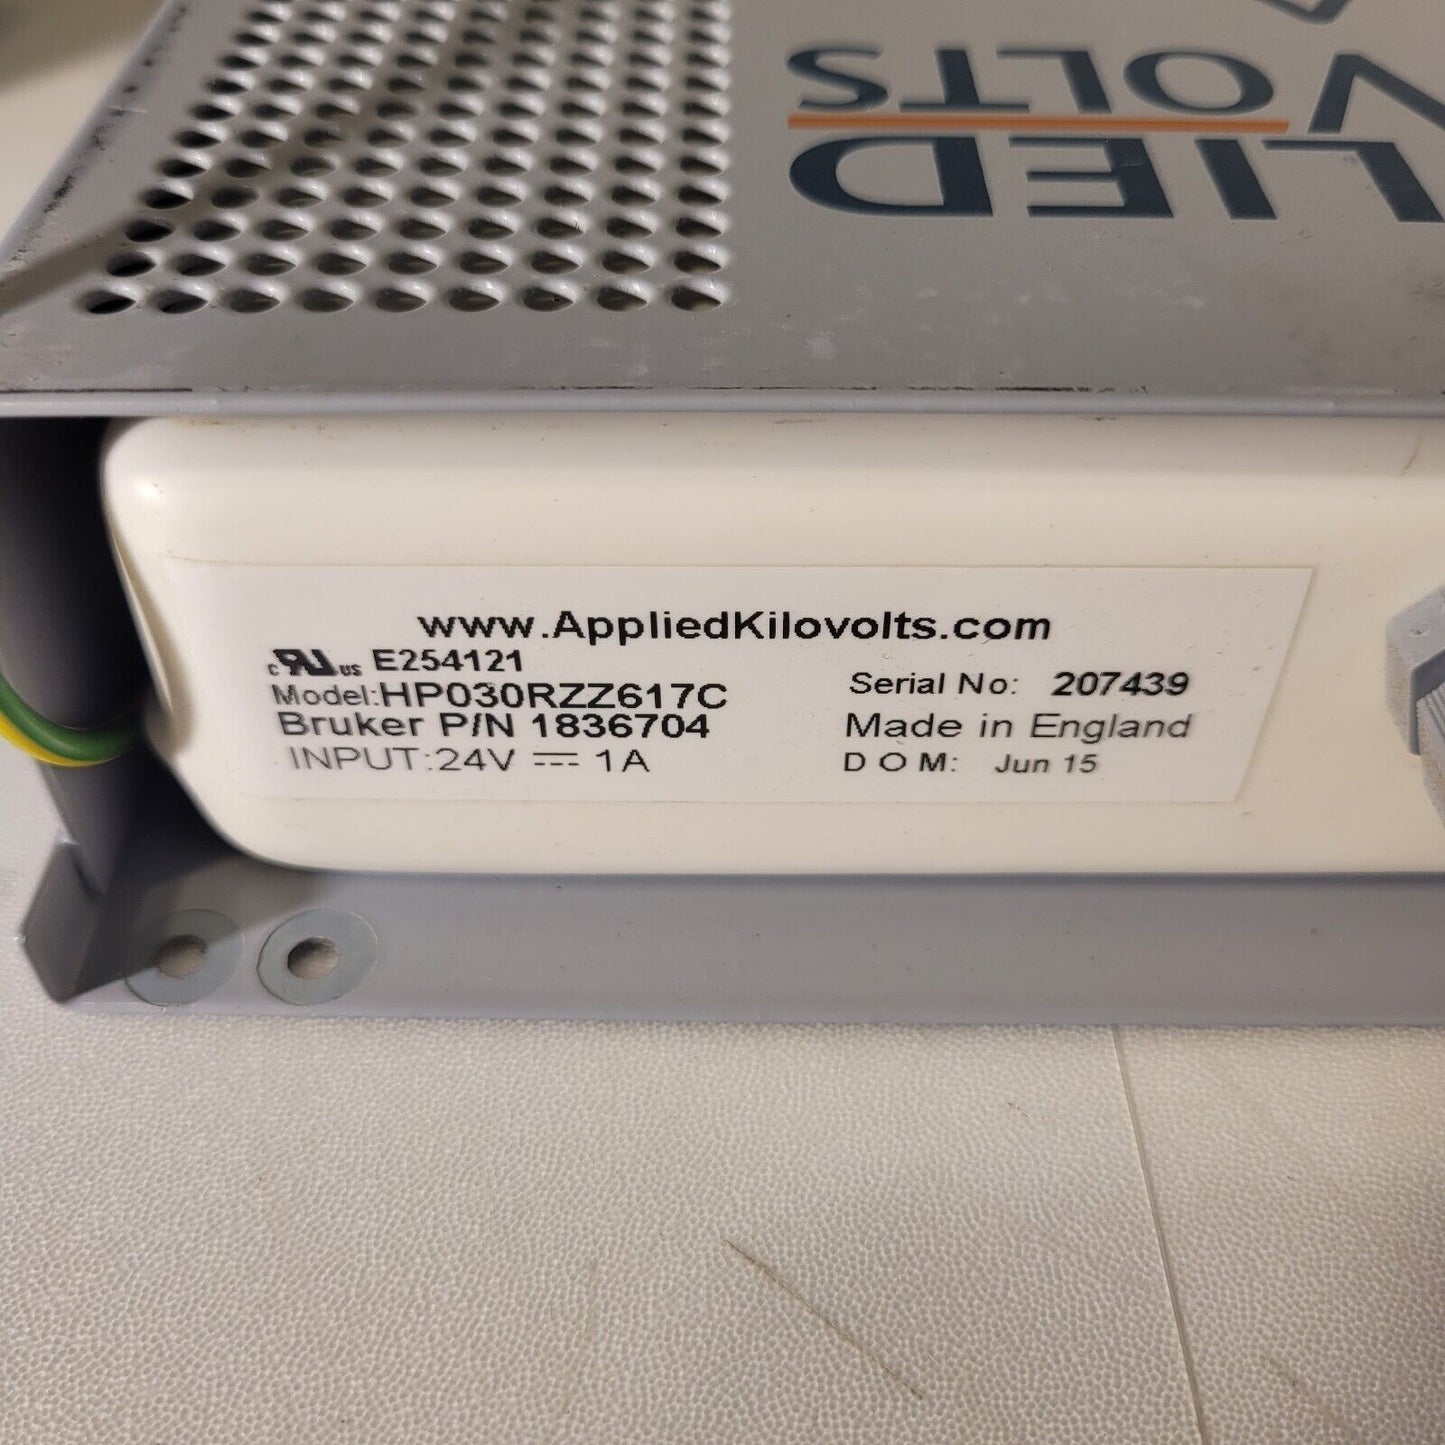 LIED
VOLTS
www.AppliedKilovolts.com
c RU us E254121
Model:HP030RZZ617C
Bruker P/N 1836704
INPUT:24V ⎓ 1A
Serial No: 207439
Made in England
D O M: Jun 15